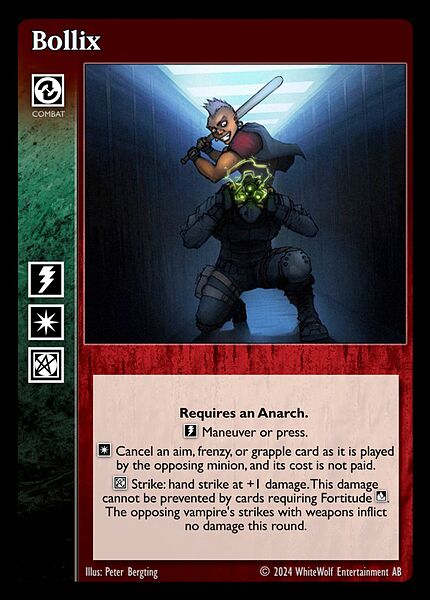 Bollix
COMBAT
Requires an Anarch.
Maneuver or press.
Cancel an aim, frenzy, or grapple card as it is played
by the opposing minion, and its cost is not paid.
Strike: hand strike at +1 damage. This damage
cannot be prevented by cards requiring Fortitude .
The opposing vampire's strikes with weapons inflict
no damage this round.
Illus: Peter Bergting
© 2024 WhiteWolf Entertainment AB